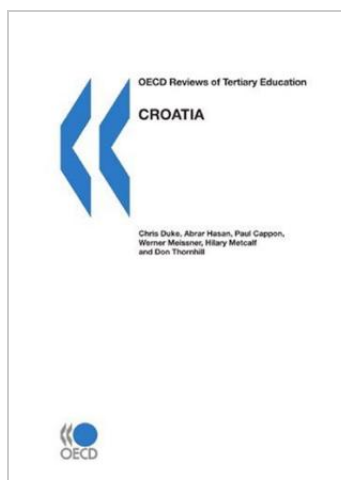 OECD Reviews of Tertiary Education
CROATIA
Chris Duke, Abrar Hasan, Paul Cappon,
Werner Meissner, Hilary Metcalf
and Don Thornhill
OECD